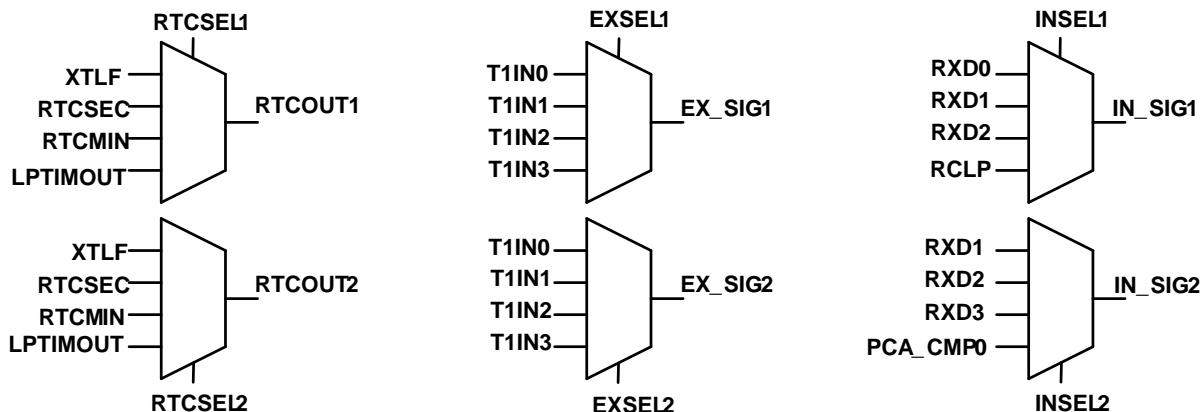 RTCSEL1
XTLF
RTCSEC
RTCMIN
LPTIMOUT
RTCOUT1
EXSEL1
T1IN0
T1IN1
T1IN2
T1IN3
EX_SIG1
INSEL1
RXD0
RXD1
RXD2
RCLP
IN_SIG1
XTLF
RTCSEC
RTCMIN
LPTIMOUT
RTCOUT2
RTCSEL2
T1IN0
T1IN1
T1IN2
T1IN3
EX_SIG2
EXSEL2
RXD1
RXD2
RXD3
PCA_CMP0
IN_SIG2
INSEL2